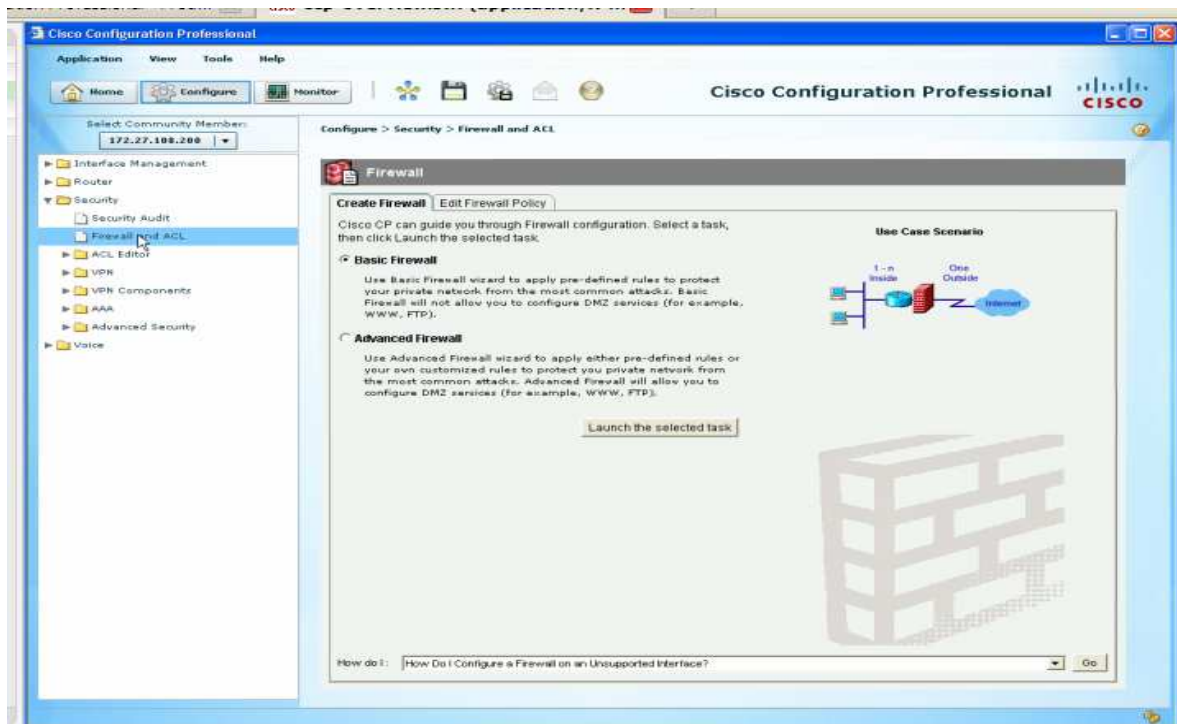 Cisco Configuration Professional
Application View Tools Help
Home Configure Monitor
Cisco Configuration Professional
CISCO
Select Community Member:
172.27.108.200
Configure > Security > Firewall and ACL
Interface Management
Router
Security
Security Audit
Firewall and ACL
ACL Editor
VPN
VPN Components
AAA
Advanced Security
Voice
Firewall
Create Firewall Edit Firewall Policy
Cisco CP can guide you through Firewall configuration. Select a task,
then click Launch the selected task.
Basic Firewall
Use Basic Firewall wizard to apply pre-defined rules to protect
your private network from the most common attacks. Basic
Firewall will not allow you to configure DMZ services (for example,
WWW, FTP).
Advanced Firewall
Use Advanced Firewall wizard to apply either pre-defined rules or
your own customized rules to protect you private network from
the most common attacks. Advanced Firewall will allow you to
configure DMZ services (for example, WWW, FTP).
Launch the selected task
Use Case Scenario
1 - n
Inside
One
Outside
Internet
How do I: How Do I Configure a Firewall on an Unsupported Interface? Go